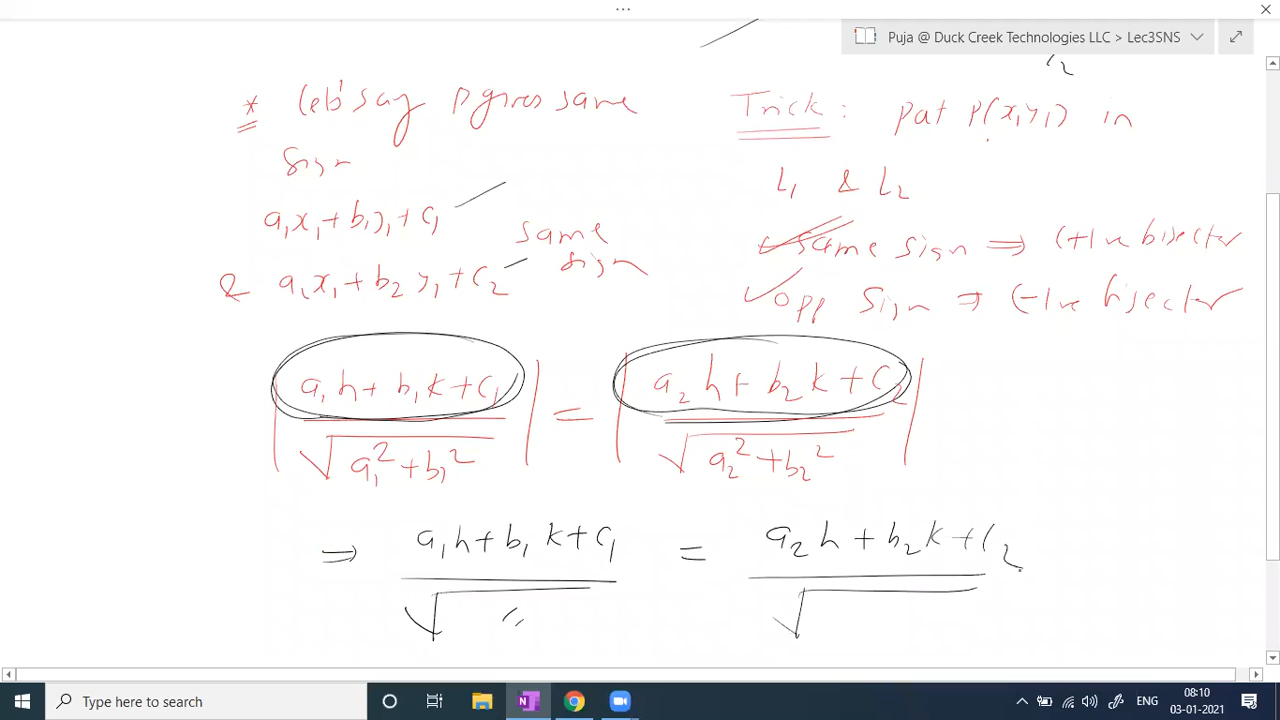 Puja @ Duck Creek Technologies LLC > Lec3SNS
L2
* Let's say P gives same
sign
a₁x₁ + b₁y₁ + c₁
same
sign
& a₂x₁ + b₂y₁ + c₂
Trick : put P(x₁y₁) in
L₁ & L₂
same sign ⇒ (+)ve bisector
opp sign ⇒ (-)ve bisector
| a₁h + b₁k + c₁ / √(a₁² + b₁²) | = | a₂h + b₂k + c₂ / √(a₂² + b₂²) |
⇒ a₁h + b₁k + c₁ / √ " = a₂h + b₂k + c₂ / √
Type here to search
ENG
08:10
03-01-2021